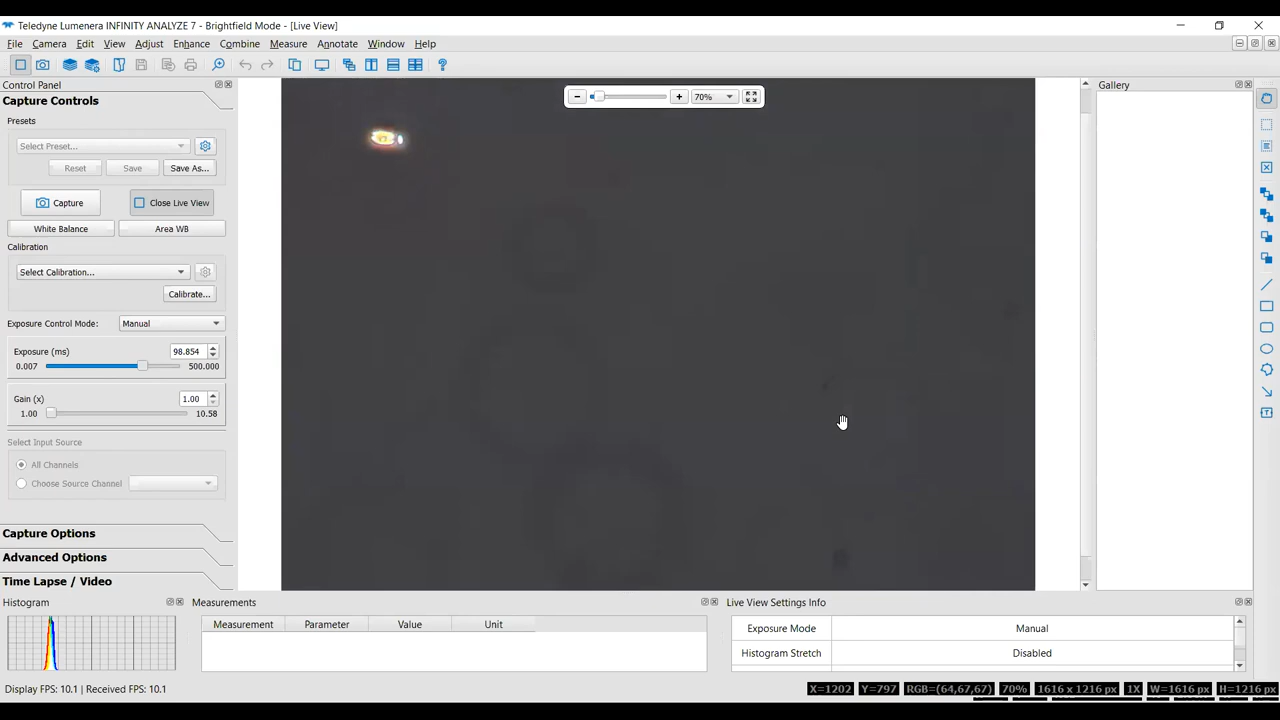 Teledyne Lumenera INFINITY ANALYZE 7 - Brightfield Mode - [Live View]
File Camera Edit View Adjust Enhance Combine Measure Annotate Window Help
Control Panel
Capture Controls
Presets
Select Preset...
Reset Save Save As...
Capture Close Live View
White Balance Area WB
Calibration
Select Calibration...
Calibrate...
Exposure Control Mode: Manual
Exposure (ms) 98.854
0.007 500.000
Gain (x) 1.00
1.00 10.58
Select Input Source
All Channels
Choose Source Channel
Capture Options
Advanced Options
Time Lapse / Video
70%
Gallery
Histogram
Measurements
Measurement Parameter Value Unit
Live View Settings Info
Exposure Mode Manual
Histogram Stretch Disabled
Display FPS: 10.1 | Received FPS: 10.1
X=1202 Y=797 RGB=(64,67,67) 70% 1616 x 1216 px 1X W=1616 px H=1216 px